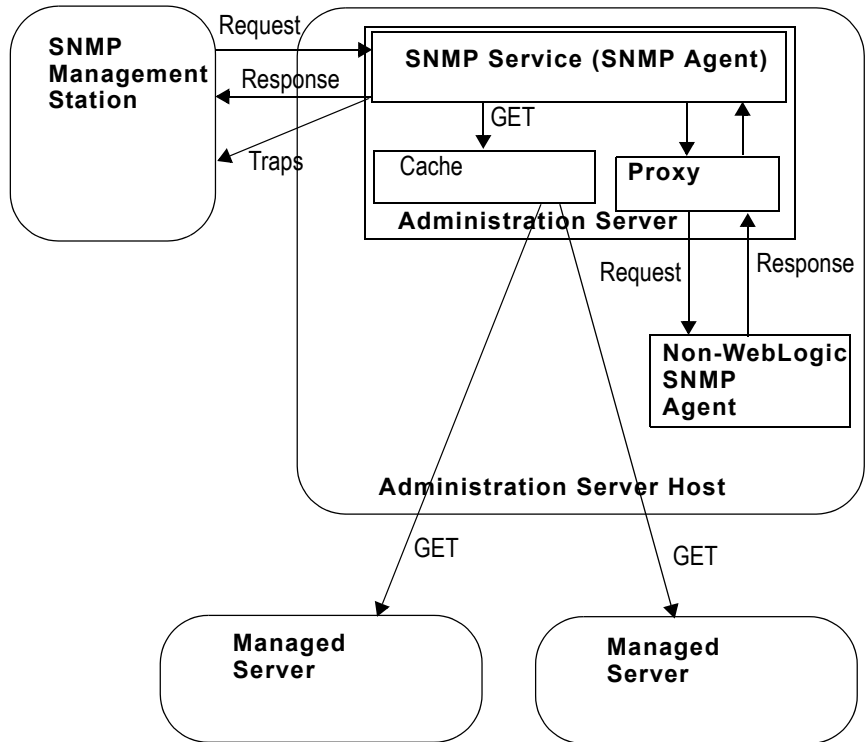 Request
SNMP
Management
Station
SNMP Service (SNMP Agent)
Response
GET
Traps
Cache
Proxy
Administration Server
Request
Response
Non-WebLogic
SNMP
Agent
Administration Server Host
GET
GET
Managed
Server
Managed
Server